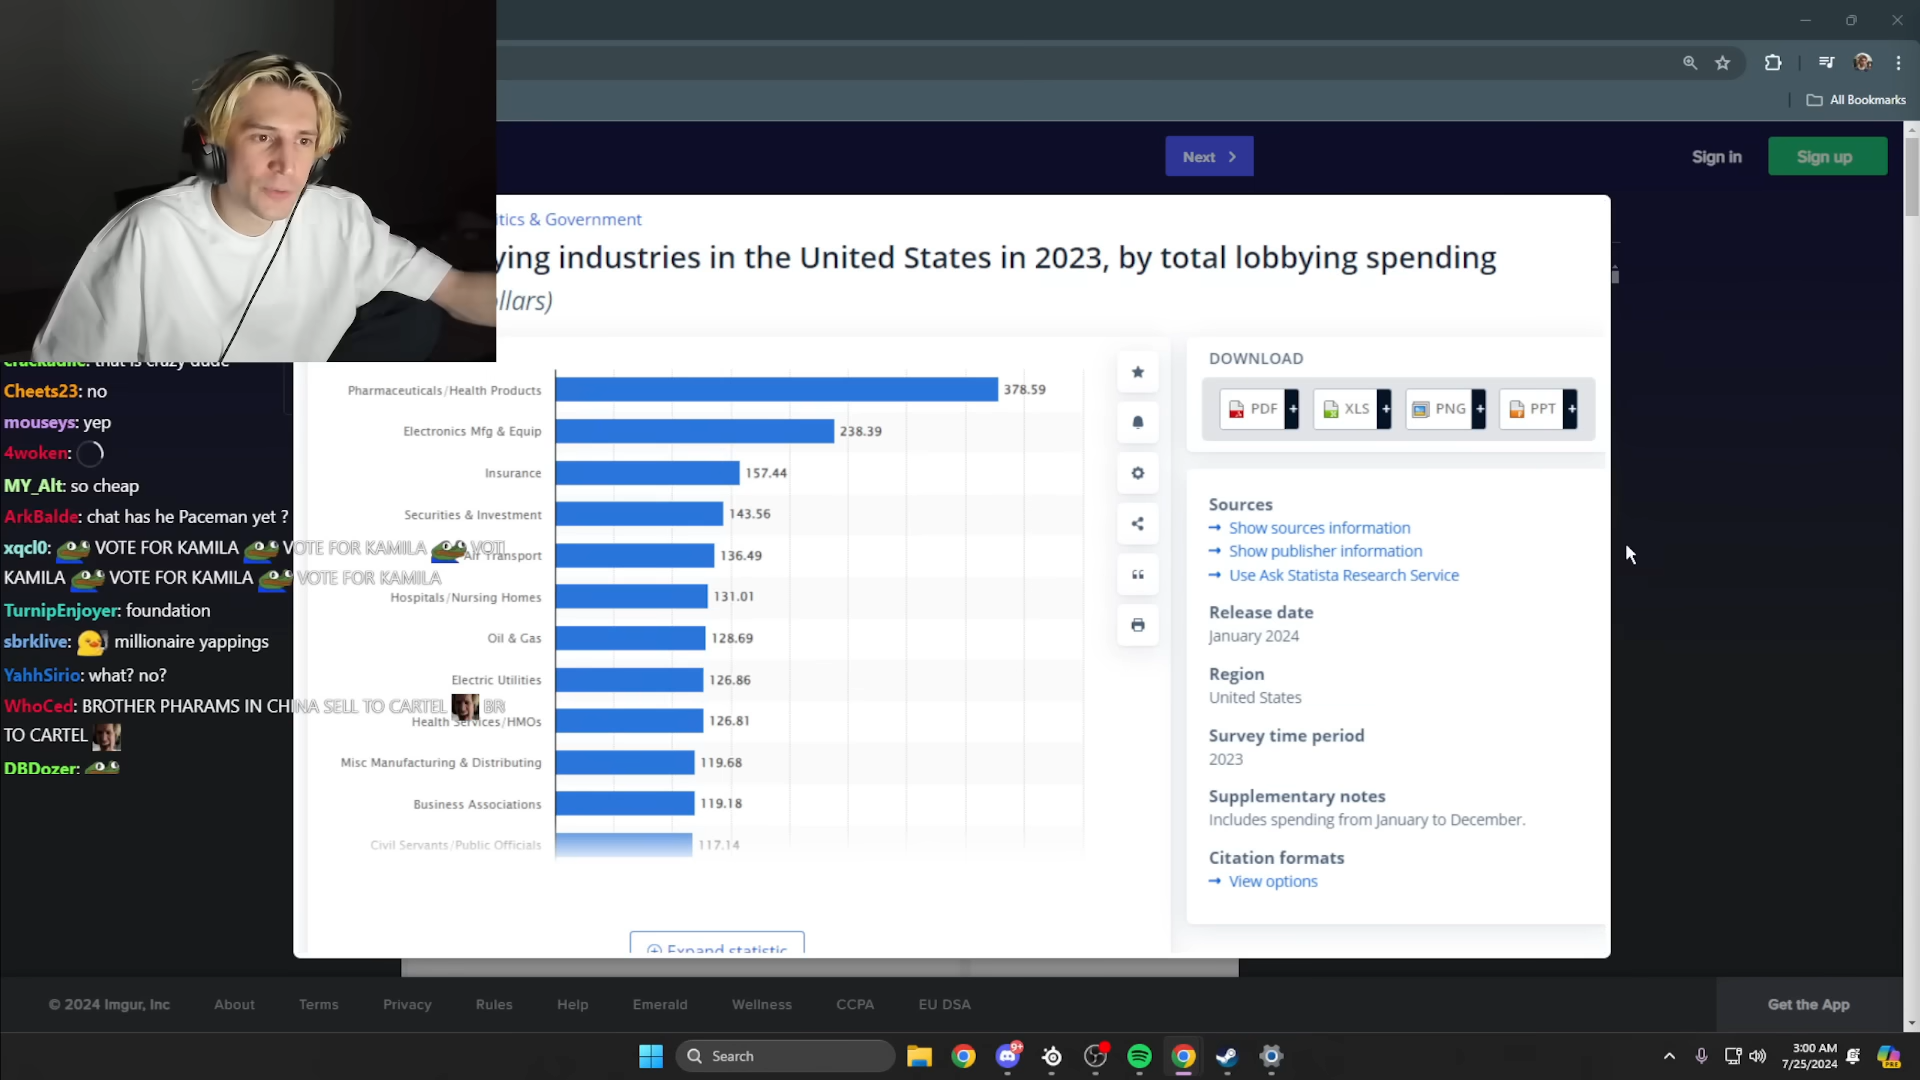 All Bookmarks
Next
Sign in
Sign up
tics & Government
ying industries in the United States in 2023, by total lobbying spending
llars)
Pharmaceuticals/Health Products 378.59
Electronics Mfg & Equip 238.39
Insurance 157.44
Securities & Investment 143.56
Air Transport 136.49
Hospitals/Nursing Homes 131.01
Oil & Gas 128.69
Electric Utilities 126.86
Health Services/HMOs 126.81
Misc Manufacturing & Distributing 119.68
Business Associations 119.18
Civil Servants/Public Officials 117.14
Expand statistic
DOWNLOAD
PDF + XLS + PNG + PPT +
Sources
→ Show sources information
→ Show publisher information
→ Use Ask Statista Research Service
Release date
January 2024
Region
United States
Survey time period
2023
Supplementary notes
Includes spending from January to December.
Citation formats
→ View options
crackadile: that is crazy dude
Cheets23: no
mouseys: yep
4woken:
MY_Alt: so cheap
ArkBalde: chat has he Paceman yet ?
xqcl0: VOTE FOR KAMILA VOTE FOR KAMILA VOT
KAMILA VOTE FOR KAMILA VOTE FOR KAMILA
TurnipEnjoyer: foundation
sbrklive: millionaire yappings
YahhSirio: what? no?
WhoCed: BROTHER PHARAMS IN CHINA SELL TO CARTEL BR
TO CARTEL
DBDozer:
© 2024 Imgur, Inc About Terms Privacy Rules Help Emerald Wellness CCPA EU DSA
Get the App
Search
9+
3:00 AM
7/25/2024
PRE